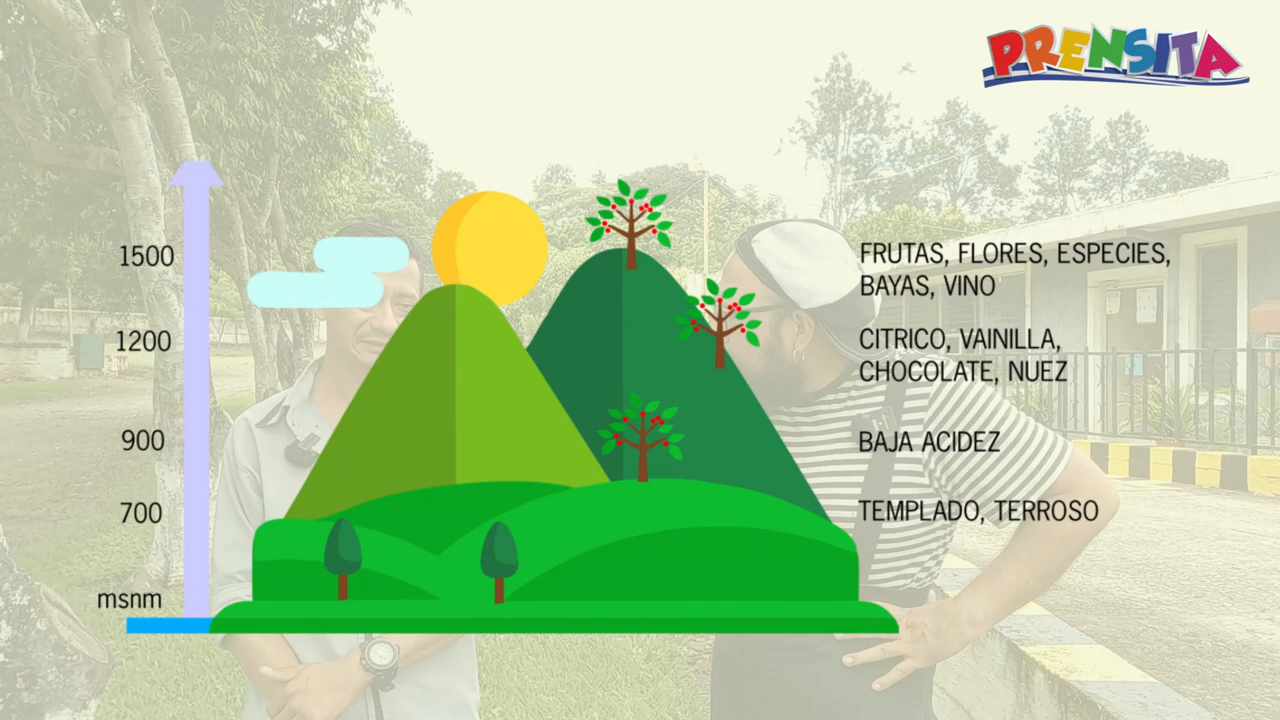 PRENSITA
1500
FRUTAS, FLORES, ESPECIES,
BAYAS, VINO
1200
CITRICO, VAINILLA,
CHOCOLATE, NUEZ
900
BAJA ACIDEZ
700
TEMPLADO, TERROSO
msnm